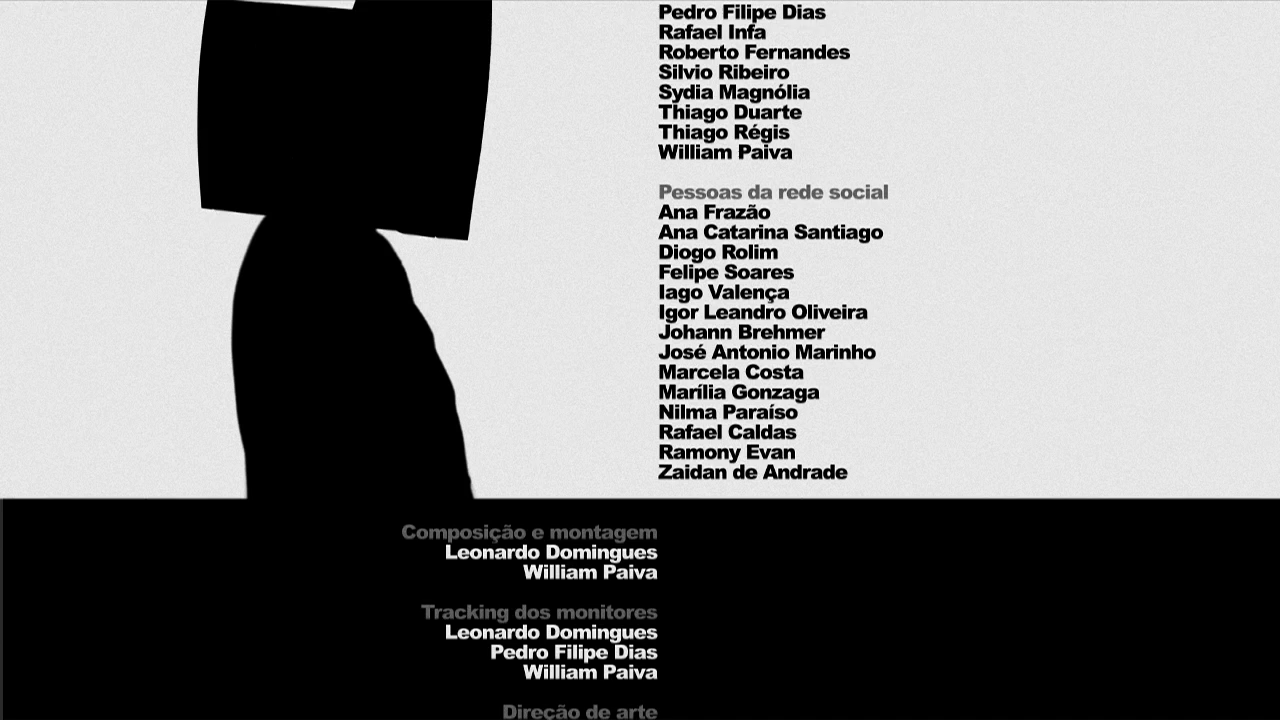 Pedro Filipe Dias
Rafael Infa
Roberto Fernandes
Silvio Ribeiro
Sydia Magnólia
Thiago Duarte
Thiago Régis
William Paiva
Pessoas da rede social
Ana Frazão
Ana Catarina Santiago
Diogo Rolim
Felipe Soares
Iago Valença
Igor Leandro Oliveira
Johann Brehmer
José Antonio Marinho
Marcela Costa
Marília Gonzaga
Nilma Paraíso
Rafael Caldas
Ramony Evan
Zaidan de Andrade
Composição e montagem
Leonardo Domingues
William Paiva
Tracking dos monitores
Leonardo Domingues
Pedro Filipe Dias
William Paiva
Direção de arte